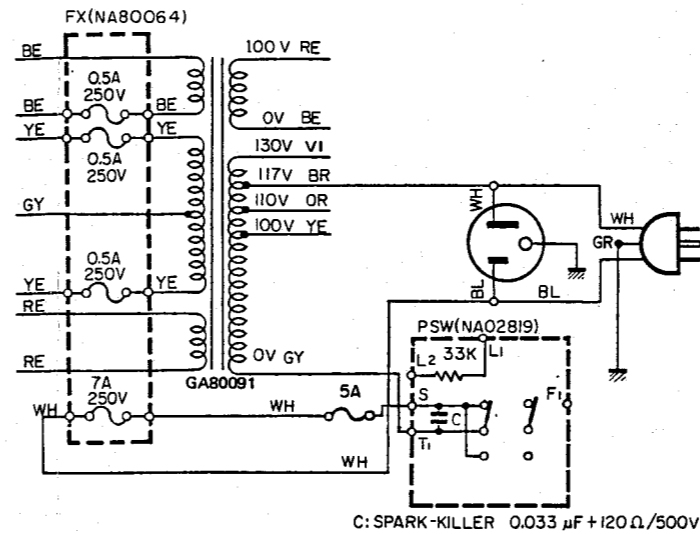 FX(NA80064)
BE
0.5A
250V
BE
BE
YE
YE
0.5A
250V
GY
0.5A
250V
YE
YE
RE
RE
7A
250V
WH
WH
100V RE
0V BE
130V VI
117V BR
110V OR
100V YE
0V GY
GA80091
5A
WH
WH
WH
GR
BL
BL
PSW(NA02819)
L2
33K
L1
S
C
F1
T1
C: SPARK-KILLER 0.033 µF+120Ω/500V